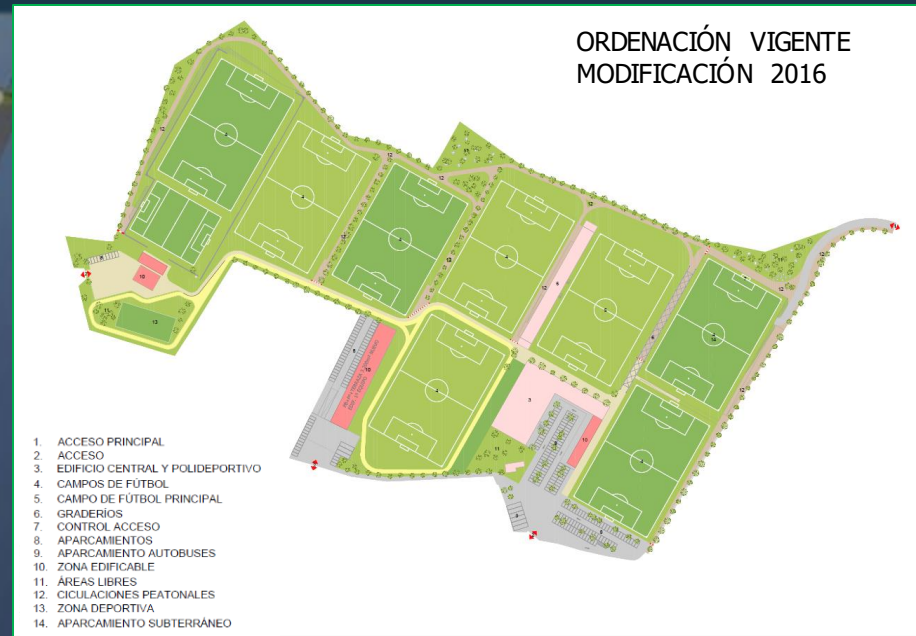 ORDENACIÓN VIGENTE
MODIFICACIÓN 2016
1. ACCESO PRINCIPAL
2. ACCESO
3. EDIFICIO CENTRAL Y POLIDEPORTIVO
4. CAMPOS DE FÚTBOL
5. CAMPO DE FÚTBOL PRINCIPAL
6. GRADERÍOS
7. CONTROL ACCESO
8. APARCAMIENTOS
9. APARCAMIENTO AUTOBUSES
10. ZONA EDIFICABLE
11. ÁREAS LIBRES
12. CICULACIONES PEATONALES
13. ZONA DEPORTIVA
14. APARCAMIENTO SUBTERRÁNEO